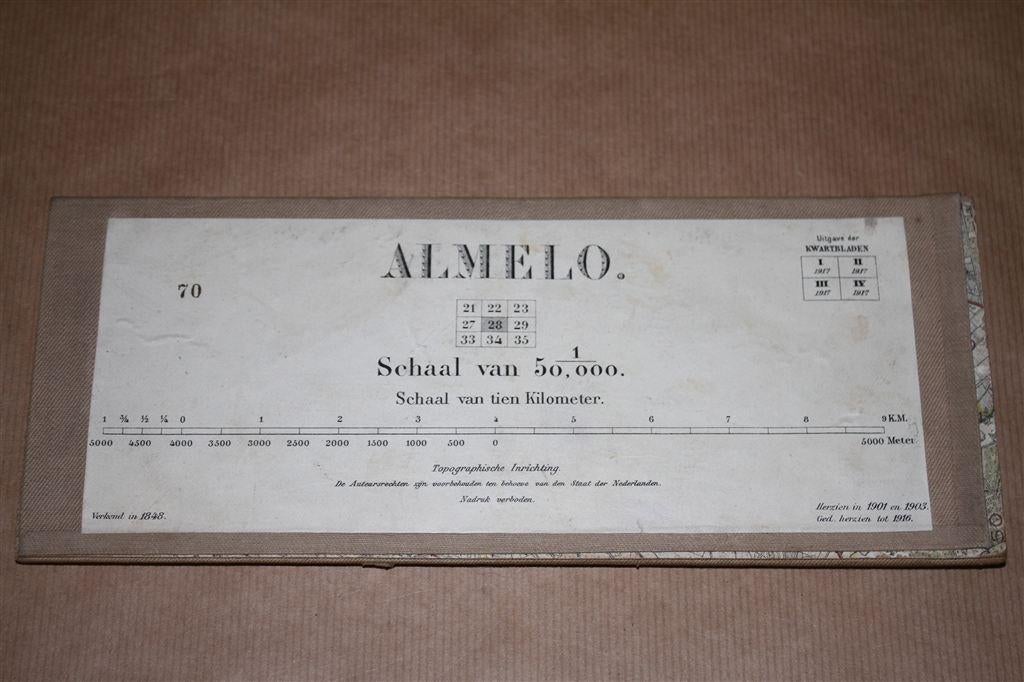 ALMELO.
70
Uitgave der
KWARTBLADEN
I II
1917 1917
III IV
1917 1917
21 22 23
27 28 29
33 34 35
Schaal van 1/50,000.
Schaal van tien Kilometer.
1 ¾ ½ ¼ 0 1 2 3 4 5 6 7 8 9 K.M.
5000 4500 4000 3500 3000 2500 2000 1500 1000 500 0 5000 Meter
Topographische Inrichting.
De Auteursrechten zijn voorbehouden ten behoeve van den Staat der Nederlanden.
Nadruk verboden.
Verkend in 1848.
Herzien in 1901 en 1903.
Ged. herzien tot 1916.